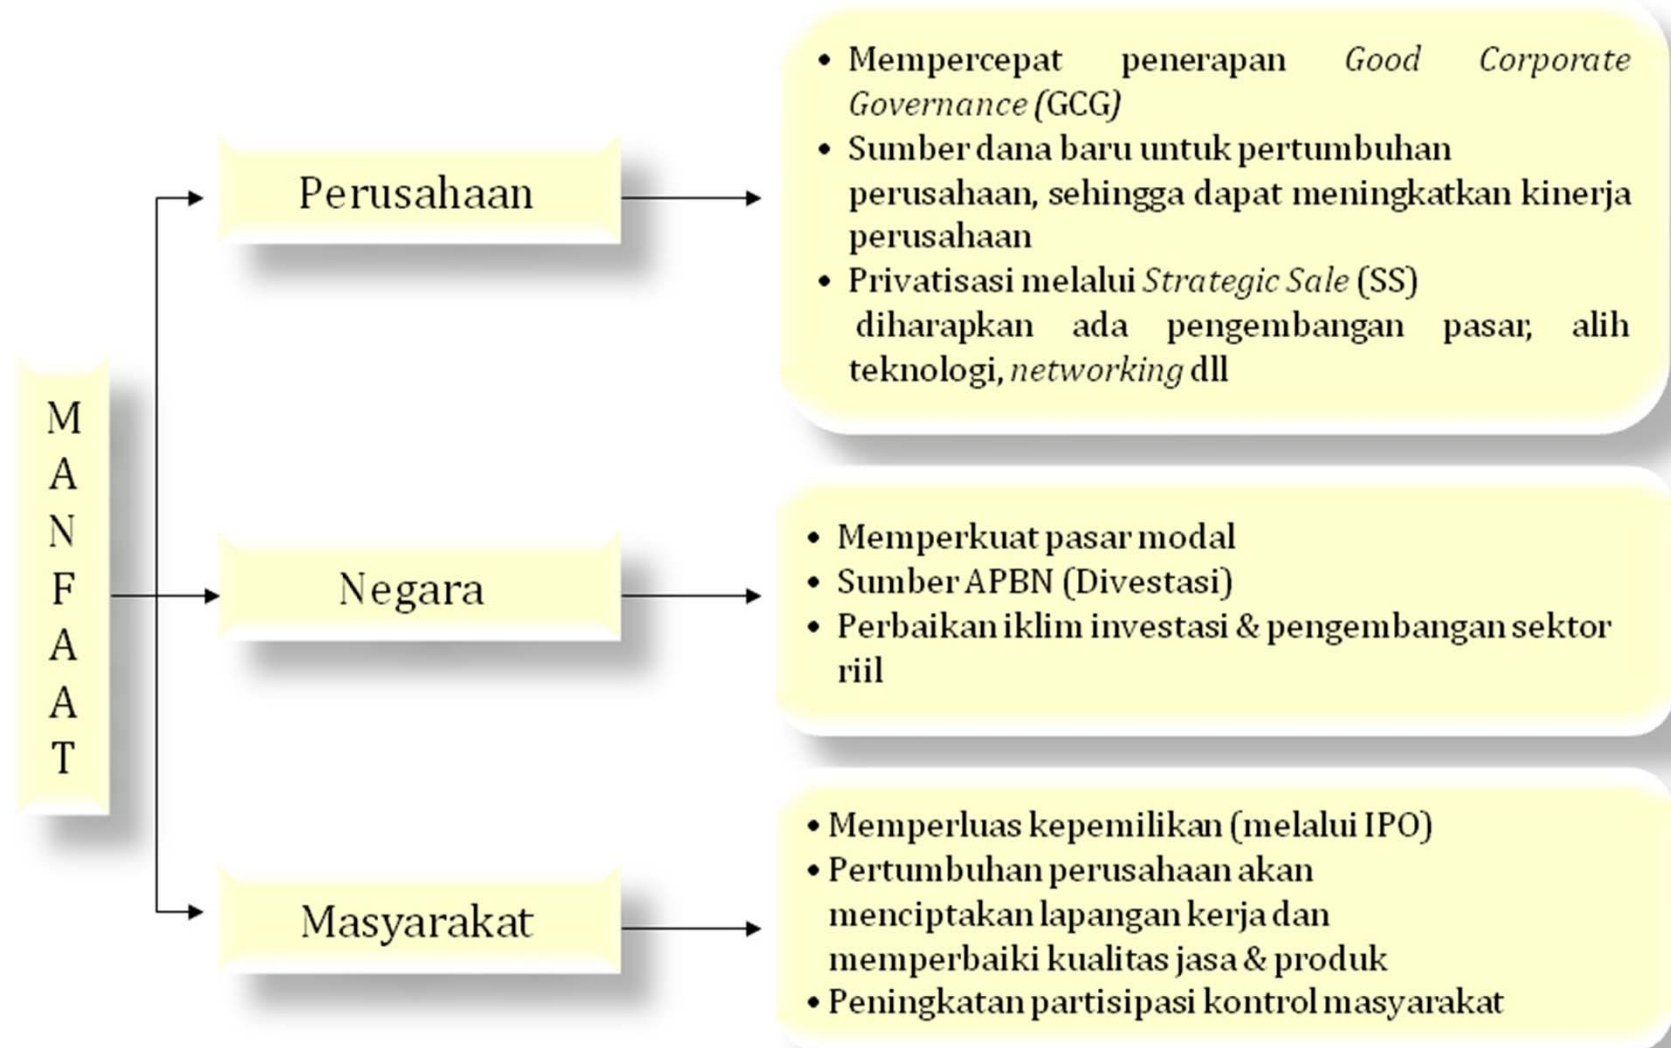 MANFAAT
Perusahaan
• Mempercepat penerapan Good Corporate
Governance (GCG)
• Sumber dana baru untuk pertumbuhan
perusahaan, sehingga dapat meningkatkan kinerja
perusahaan
• Privatisasi melalui Strategic Sale (SS)
diharapkan ada pengembangan pasar, alih
teknologi, networking dll
Negara
• Memperkuat pasar modal
• Sumber APBN (Divestasi)
• Perbaikan iklim investasi & pengembangan sektor
riil
Masyarakat
• Memperluas kepemilikan (melalui IPO)
• Pertumbuhan perusahaan akan
menciptakan lapangan kerja dan
memperbaiki kualitas jasa & produk
• Peningkatan partisipasi kontrol masyarakat